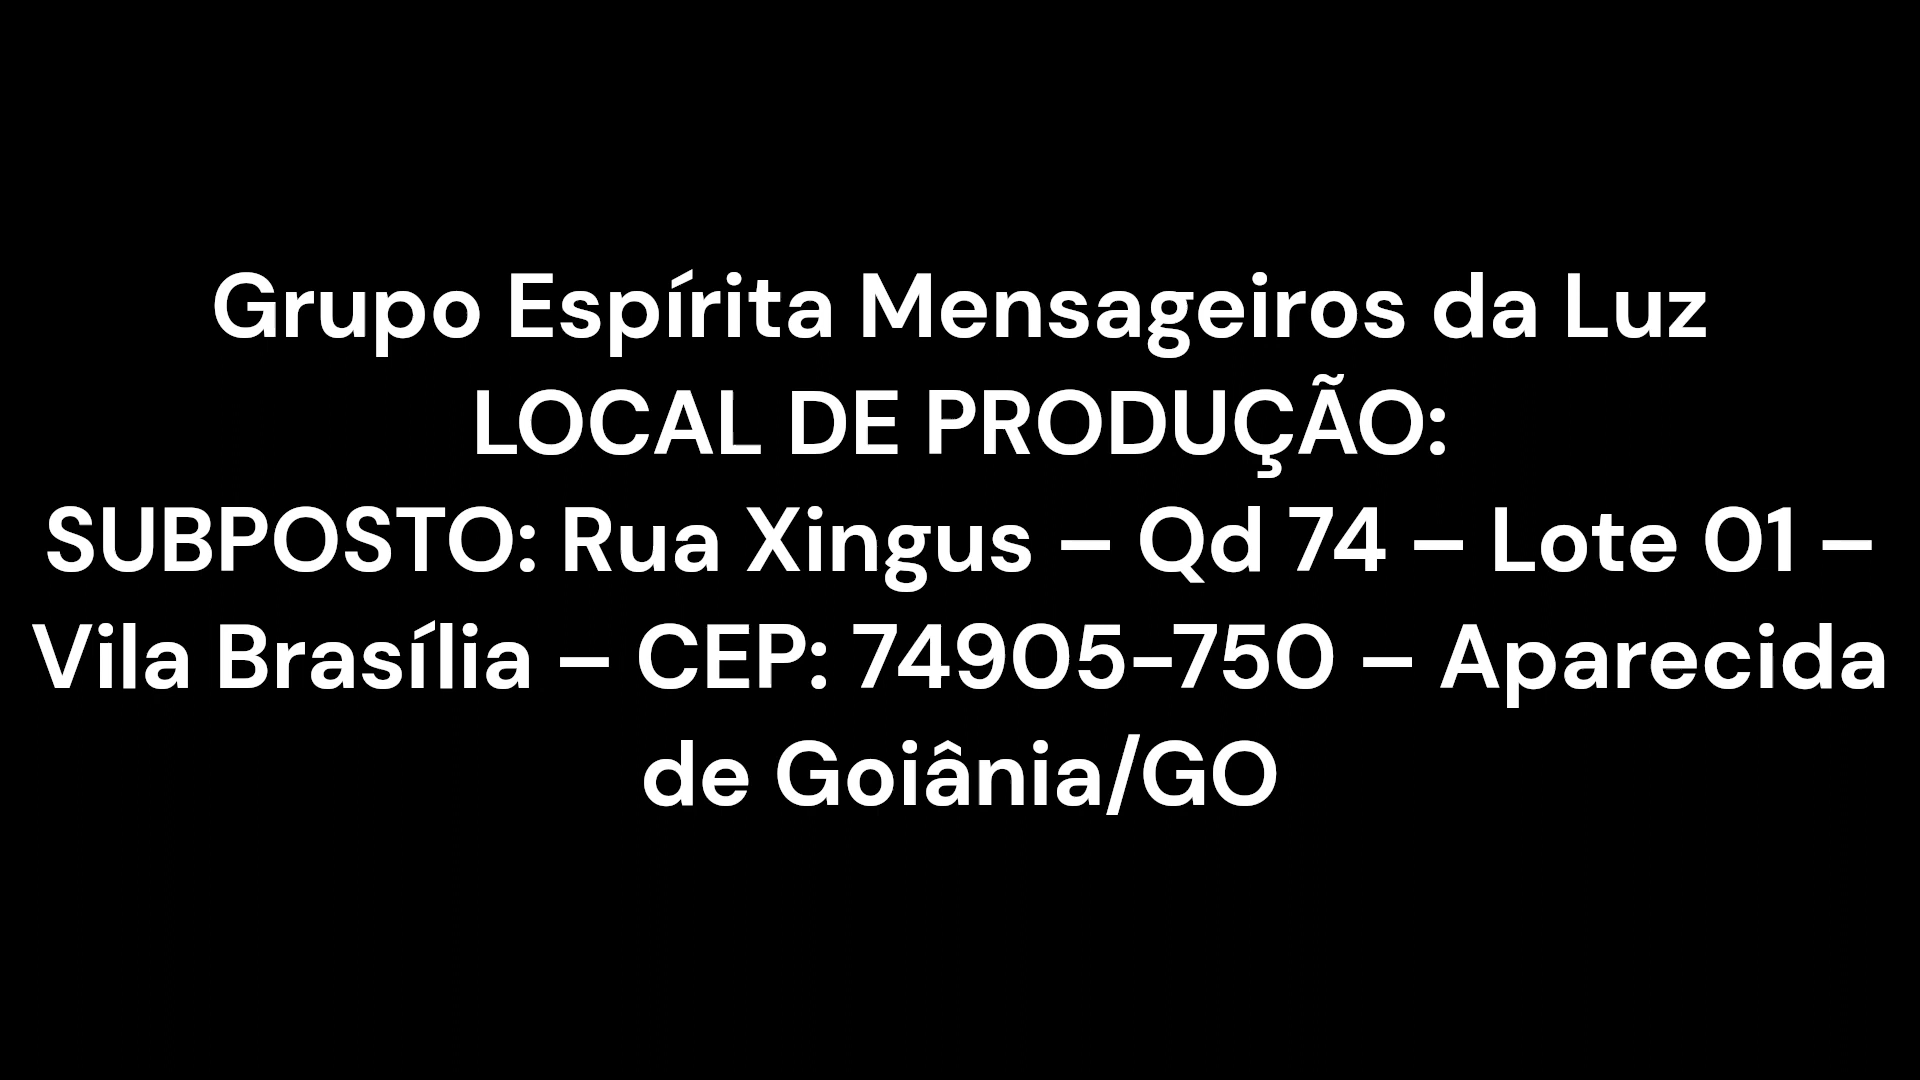 Grupo Espírita Mensageiros da Luz
LOCAL DE PRODUÇÃO:
SUBPOSTO: Rua Xingus – Qd 74 – Lote 01 –
Vila Brasília – CEP: 74905-750 – Aparecida
de Goiânia/GO